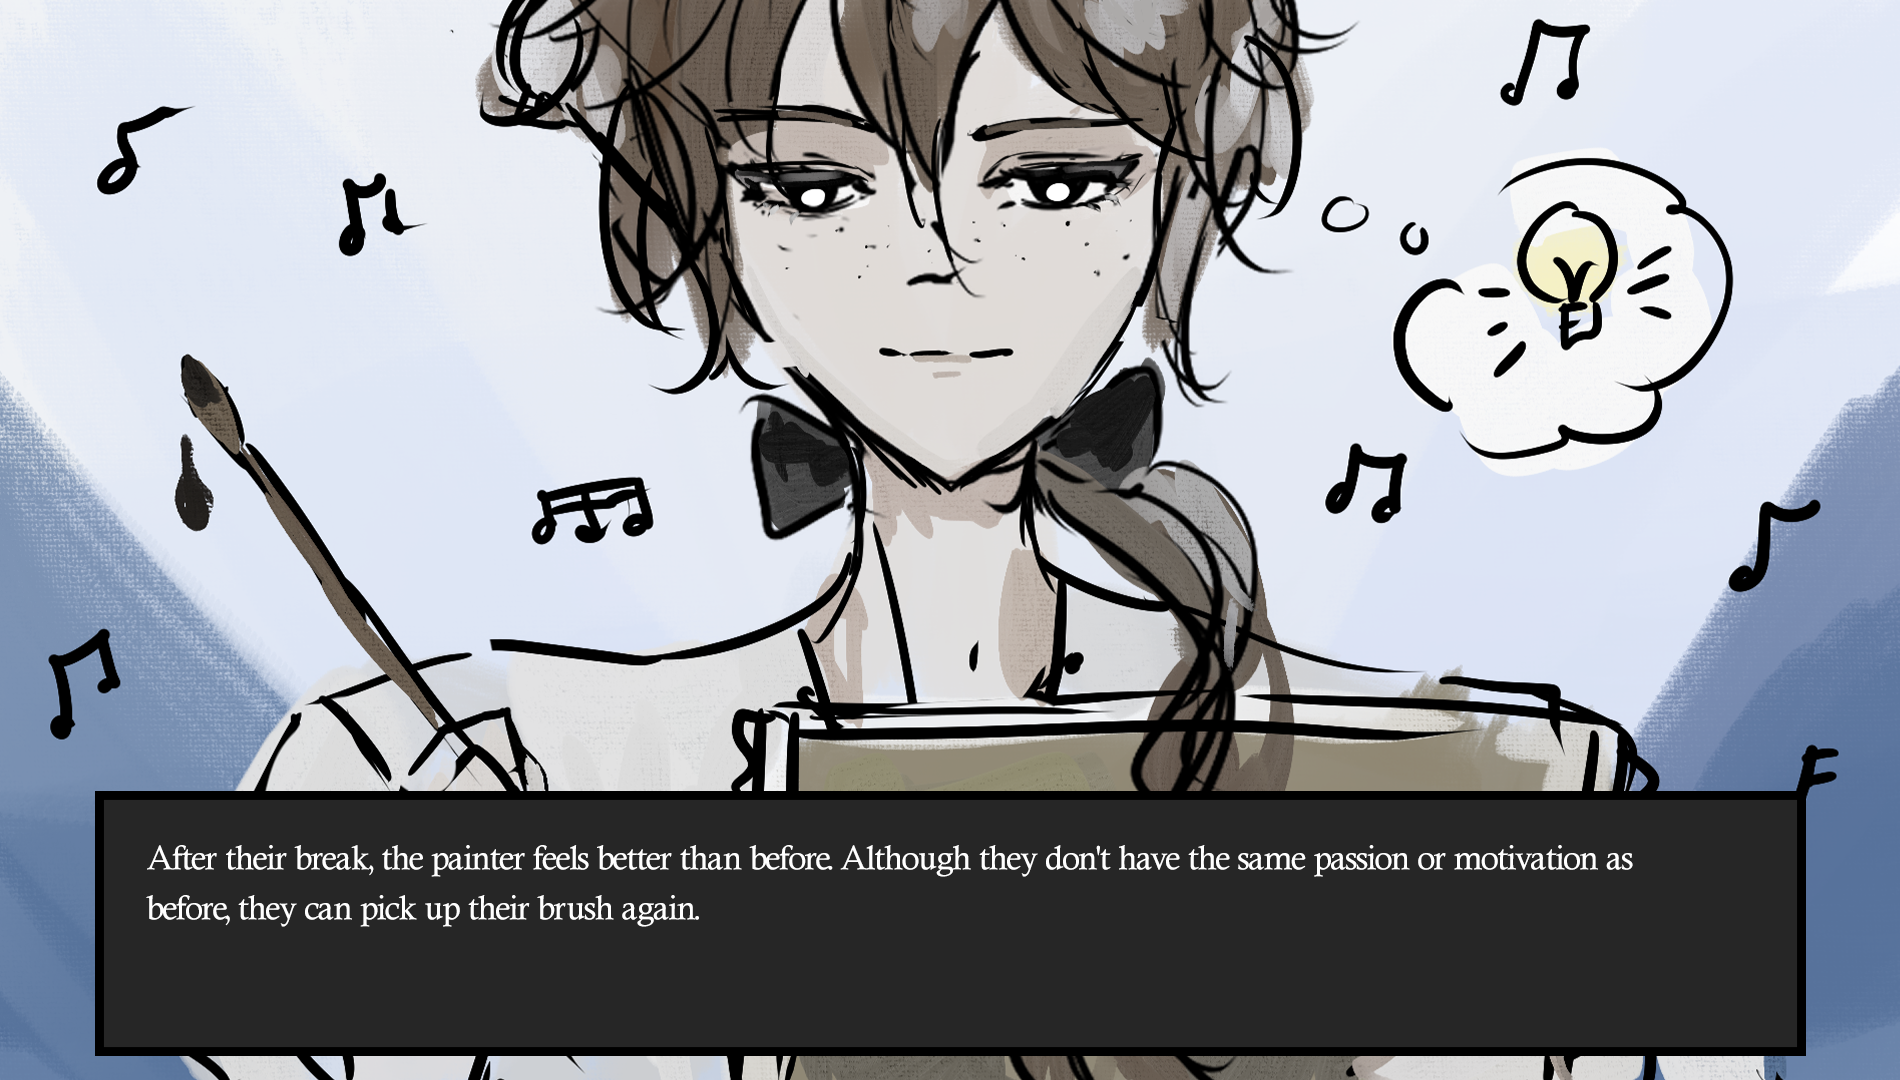 After their break, the painter feels better than before. Although they don't have the same passion or motivation as
before, they can pick up their brush again.